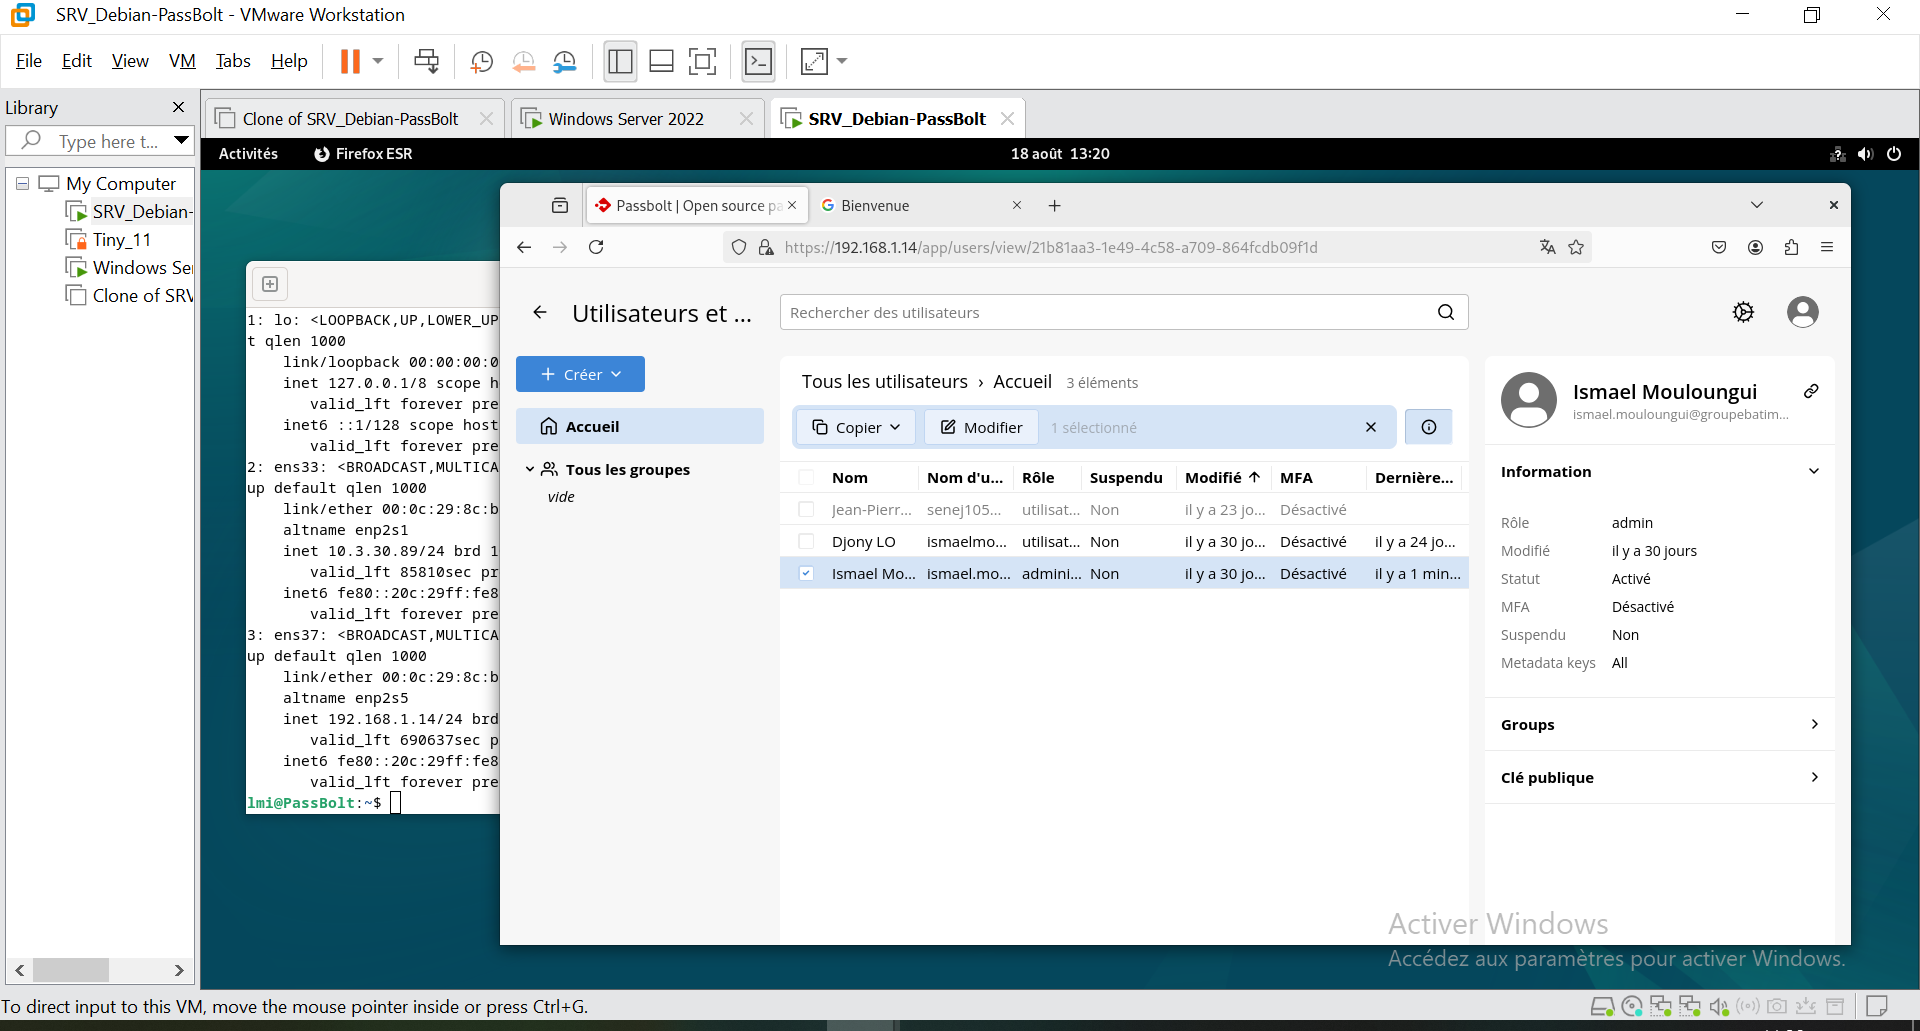 SRV_Debian-PassBolt - VMware Workstation
File Edit View VM Tabs Help
Library
Type here t...
My Computer
SRV_Debian-
Tiny_11
Windows Se
Clone of SRV
Clone of SRV_Debian-PassBolt
Windows Server 2022
SRV_Debian-PassBolt
Activités
Firefox ESR
18 août 13:20
1: lo: <LOOPBACK,UP,LOWER_UP
t qlen 1000
link/loopback 00:00:00:0
inet 127.0.0.1/8 scope h
valid_lft forever pre
inet6 ::1/128 scope host
valid_lft forever pre
2: ens33: <BROADCAST,MULTICA
up default qlen 1000
link/ether 00:0c:29:8c:b
altname enp2s1
inet 10.3.30.89/24 brd 1
valid_lft 85810sec pr
inet6 fe80::20c:29ff:fe8
valid_lft forever pre
3: ens37: <BROADCAST,MULTICA
up default qlen 1000
link/ether 00:0c:29:8c:b
altname enp2s5
inet 192.168.1.14/24 brd
valid_lft 690637sec p
inet6 fe80::20c:29ff:fe8
valid_lft forever pre
lmi@PassBolt:~$
Passbolt | Open source pa
Bienvenue
https://192.168.1.14/app/users/view/21b81aa3-1e49-4c58-a709-864fcdb09f1d
Utilisateurs et ...
Rechercher des utilisateurs
Créer
Accueil
Tous les groupes
vide
Tous les utilisateurs › Accueil 3 éléments
Copier
Modifier
1 sélectionné
Nom Nom d'u... Rôle Suspendu Modifié MFA Dernière...
Jean-Pierr... senej105... utilisat... Non il y a 23 jo... Désactivé
Djony LO ismaelmo... utilisat... Non il y a 30 jo... Désactivé il y a 24 jo...
Ismael Mo... ismael.mo... admini... Non il y a 30 jo... Désactivé il y a 1 min...
Ismael Mouloungui
ismael.mouloungui@groupebatim...
Information
Rôle admin
Modifié il y a 30 jours
Statut Activé
MFA Désactivé
Suspendu Non
Metadata keys All
Groups
Clé publique
Activer Windows
Accédez aux paramètres pour activer Windows.
To direct input to this VM, move the mouse pointer inside or press Ctrl+G.